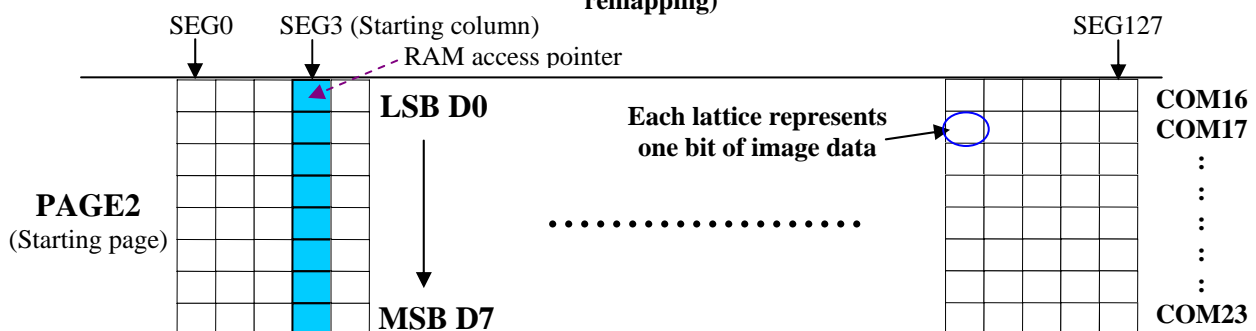 remapping)
SEG0 SEG3 (Starting column) SEG127
RAM access pointer
LSB D0
Each lattice represents
one bit of image data
COM16
COM17
:
:
:
:
:
PAGE2
(Starting page)
....................
MSB D7
COM23